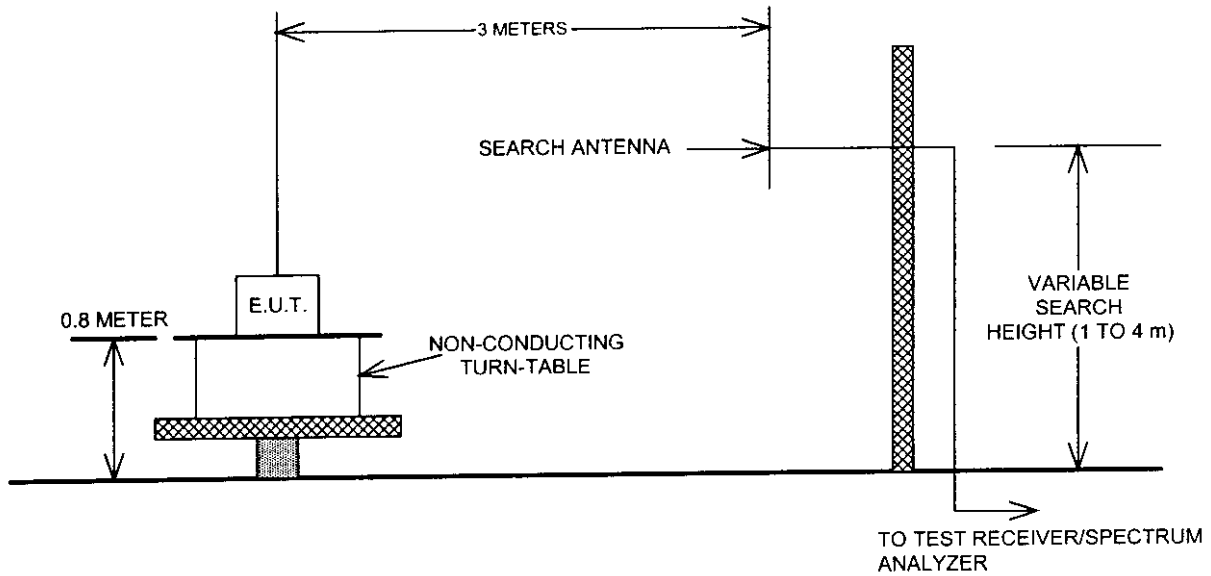 3 METERS
SEARCH ANTENNA
E.U.T.
0.8 METER
NON-CONDUCTING
TURN-TABLE
VARIABLE
SEARCH
HEIGHT (1 TO 4 m)
TO TEST RECEIVER/SPECTRUM
ANALYZER